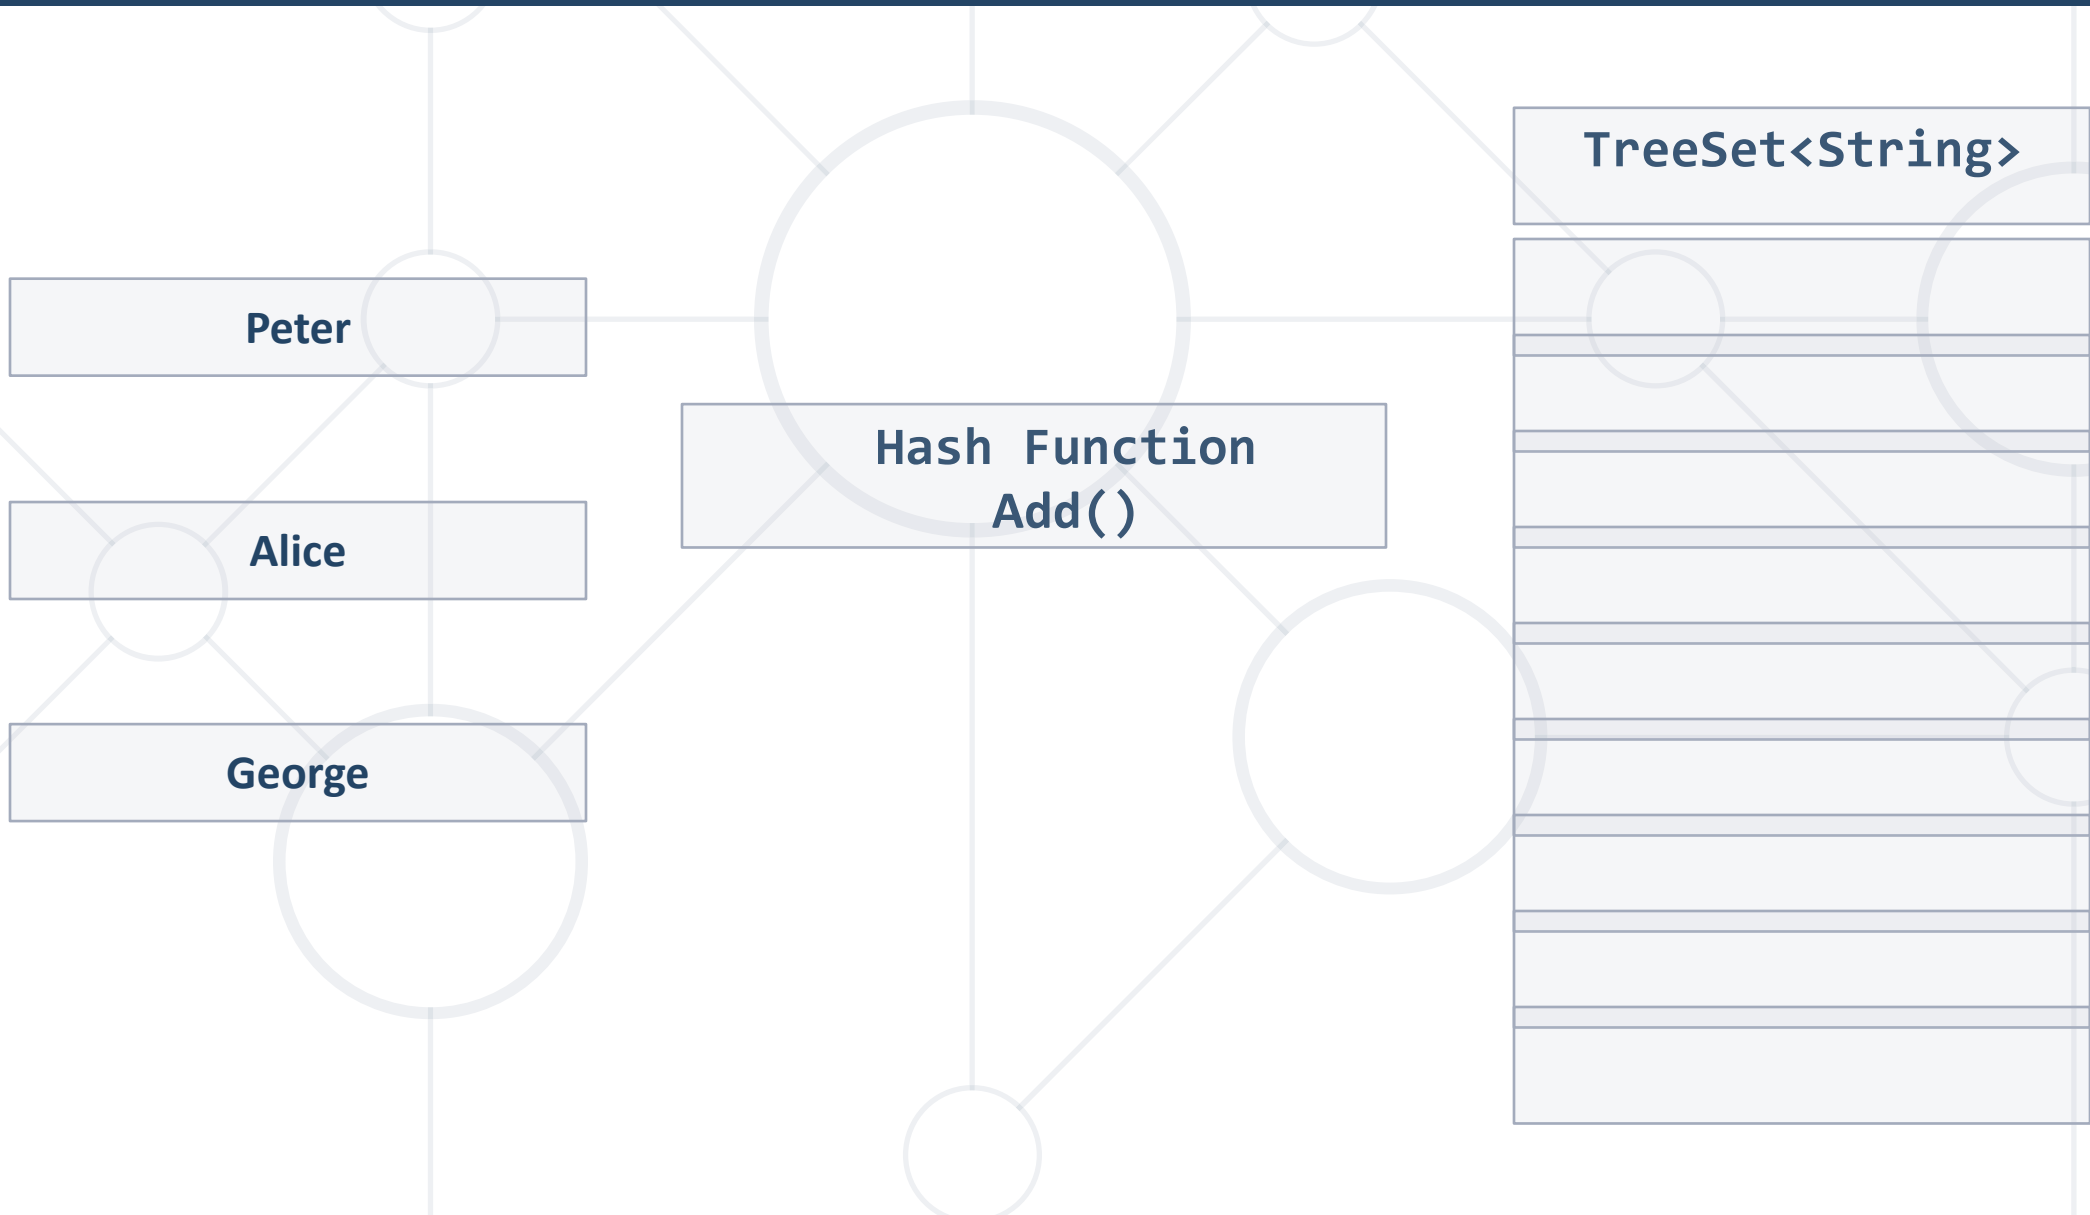 TreeSet<String>
Peter
Hash Function
Add()
Alice
George